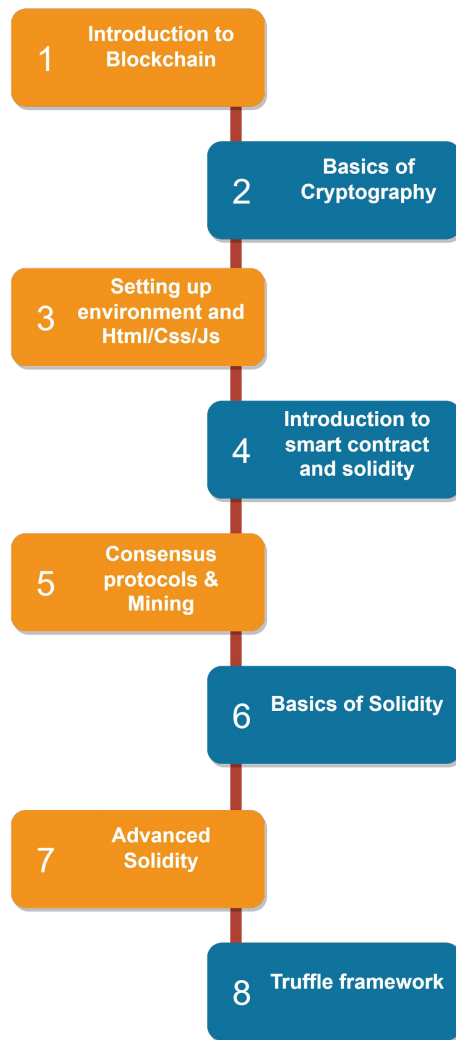 1
Introduction to
Blockchain
2
Basics of
Cryptography
3
Setting up
environment and
Html/Css/Js
4
Introduction to
smart contract
and solidity
5
Consensus
protocols &
Mining
6
Basics of Solidity
7
Advanced
Solidity
8
Truffle framework